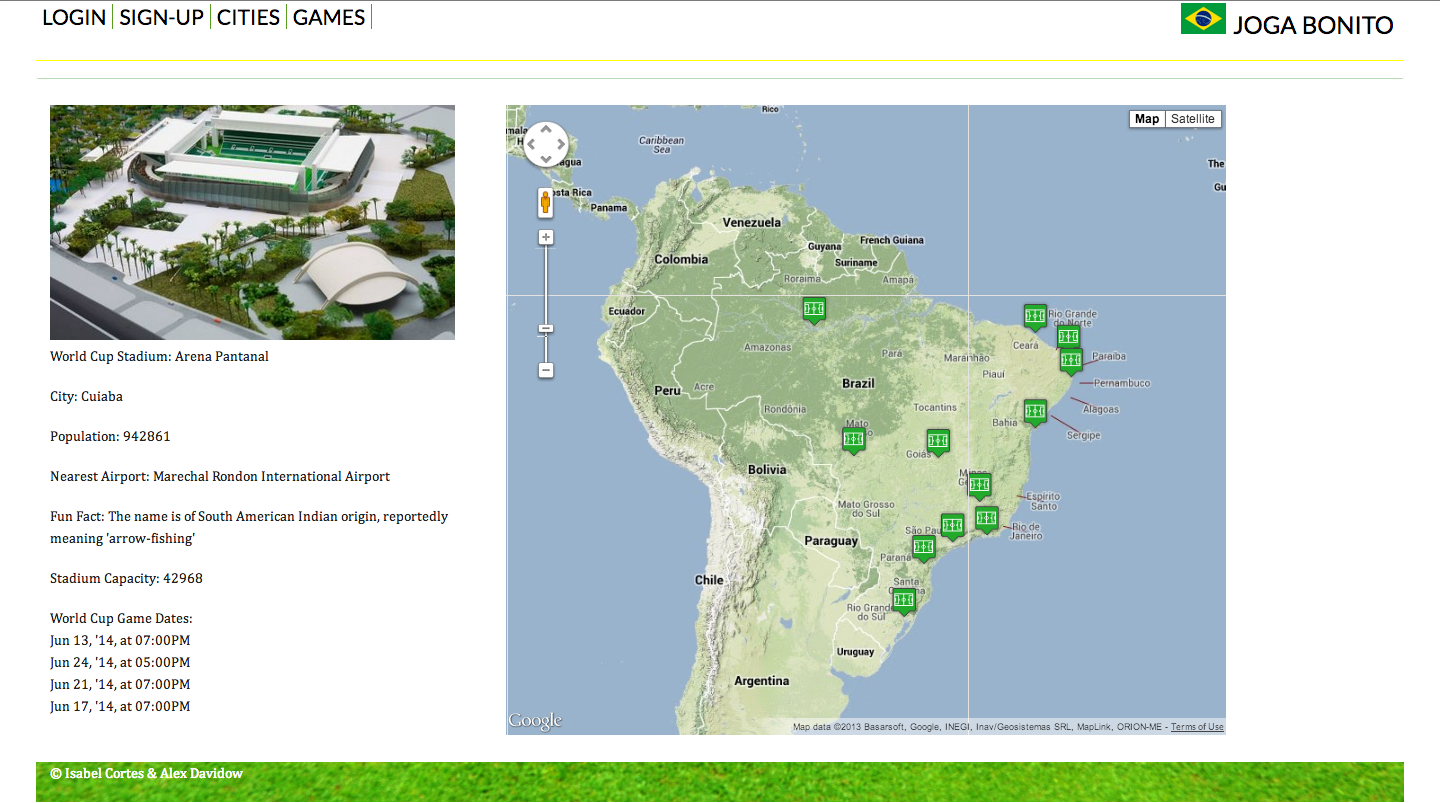 LOGIN SIGN-UP CITIES GAMES
JOGA BONITO
World Cup Stadium: Arena Pantanal
City: Cuiaba
Population: 942861
Nearest Airport: Marechal Rondon International Airport
Fun Fact: The name is of South American Indian origin, reportedly
meaning 'arrow-fishing'
Stadium Capacity: 42968
World Cup Game Dates:
Jun 13, '14, at 07:00PM
Jun 24, '14, at 05:00PM
Jun 21, '14, at 07:00PM
Jun 17, '14, at 07:00PM
Rico
Map Satellite
Caribbean
Sea
The
Gu
agua
osta Rica
Panama
Venezuela
Guyana
French Guiana
Suriname
Colombia
Roraima
Amapa
Ecuador
Rio Grande
do Norte
Amazonas
Pará
Maranhão
Ceará
Paraiba
Piauí
Peru
Acre
Brazil
Pernambuco
Rondônia
Tocantins
Alagoas
Mato
Bahia
Sergipe
Goiás
Bolivia
Espirito
Santo
Mato Grosso
do Sul
São Pau
Rio de
Janeiro
Paraguay
Paraná
Chile
Santa
Rio Grande
do Sul
Uruguay
Argentina
Google
Map data ©2013 Basarsoft, Google, INEGI, Inav/Geosistemas SRL, MapLink, ORION-ME - Terms of Use
© Isabel Cortes & Alex Davidow